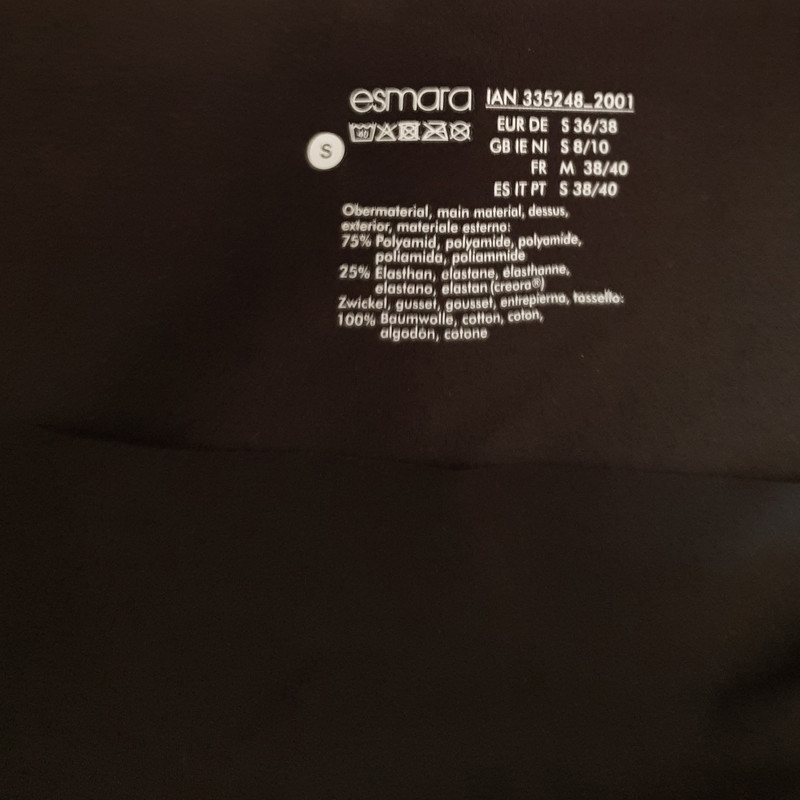 esmara IAN 335248_2001
40
S
EUR DE S 36/38
GB IE NI S 8/10
FR M 38/40
ES IT PT S 38/40
Obermaterial, main material, dessus,
exterior, materiale esterno:
75% Polyamid, polyamide, polyamide,
poliamida, poliammide
25% Elasthan, elastane, élasthanne,
elastano, elastan (creora®)
Zwickel, gusset, gousset, entrepierna, tassello:
100% Baumwolle, cotton, coton,
algodón, cotone